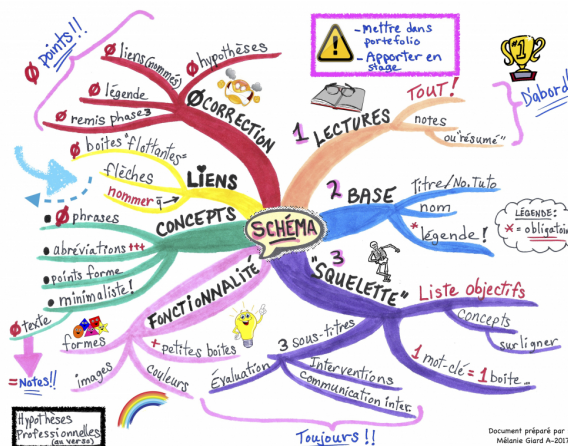 Ø points!!
Ø liens (nommés)
Ø hypothèses
Ø légende
Ø remis phase 3
Ø CORRECTION
- Mettre dans
portefolio
- Apporter en
stage
#1
D'abord!
1 LECTURES
TOUT!
notes
ou "résumé"
Ø boites "flottantes"
flèches
nommer
LIENS
2 BASE
Titre/No.Tuto
nom
* légende!
LÉGENDE:
* = obligatoire
SCHÉMA
CONCEPTS
Ø phrases
abréviations +++
points forme
minimaliste!
Ø texte
= Notes!!
FONCTIONNALITÉ
formes
+ petites boites
images
couleurs
3 "SQUELETTE"
Liste objectifs
concepts
surligner
1 mot-clé = 1 boite...
3 sous-titres
Évaluation
Interventions
communication inter.
Toujours!!
Hypothèses
Professionnelles
(au verso)
Document préparé par
Mélanie Giard A-2017